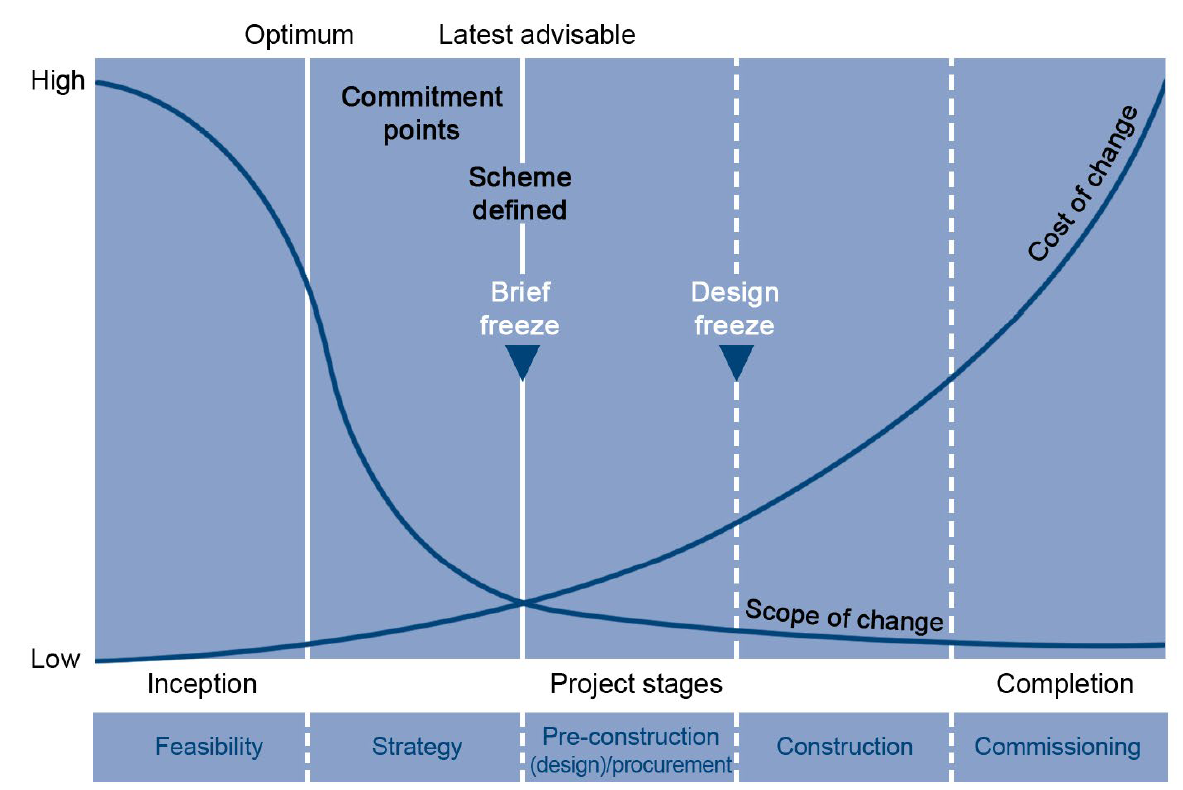 Optimum
Latest advisable
High
Commitment
points
Scheme
defined
Brief
freeze
Design
freeze
Cost of change
Scope of change
Low
Inception
Project stages
Completion
Feasibility
Strategy
Pre-construction
(design)/procurement
Construction
Commissioning